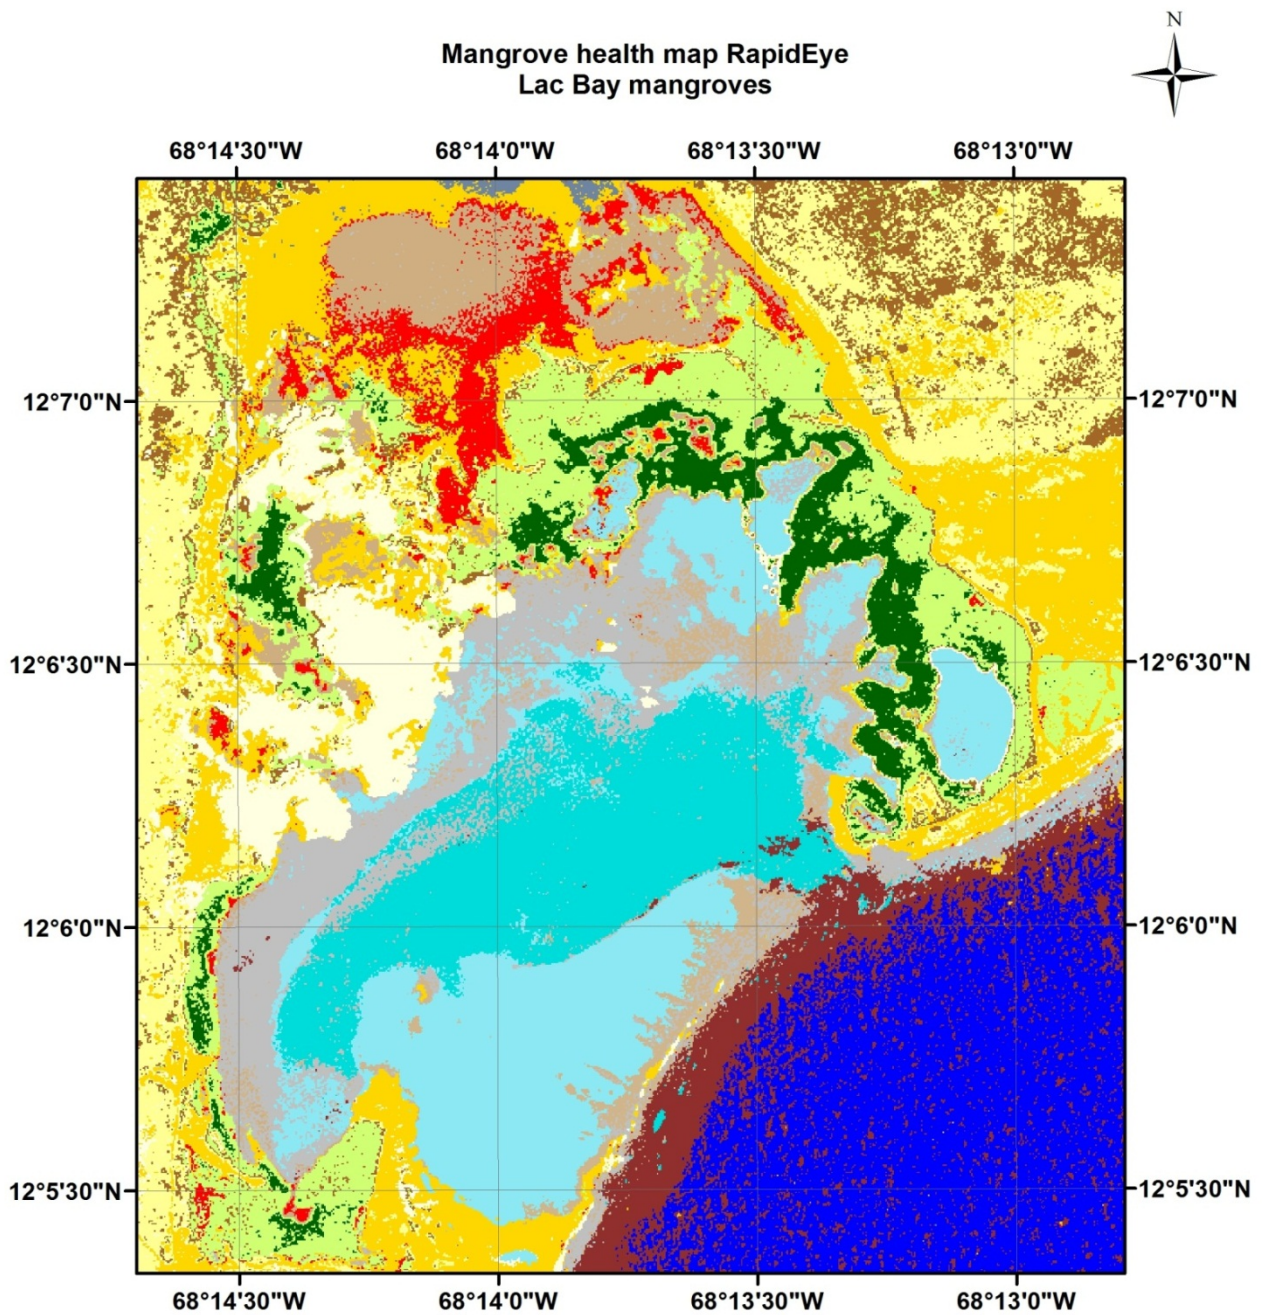 N
Mangrove health map RapidEye
Lac Bay mangroves
68°14'30"W 68°14'0"W 68°13'30"W 68°13'0"W
12°7'0"N 12°7'0"N
12°6'30"N 12°6'30"N
12°6'0"N 12°6'0"N
12°5'30"N 12°5'30"N
68°14'30"W 68°14'0"W 68°13'30"W 68°13'0"W